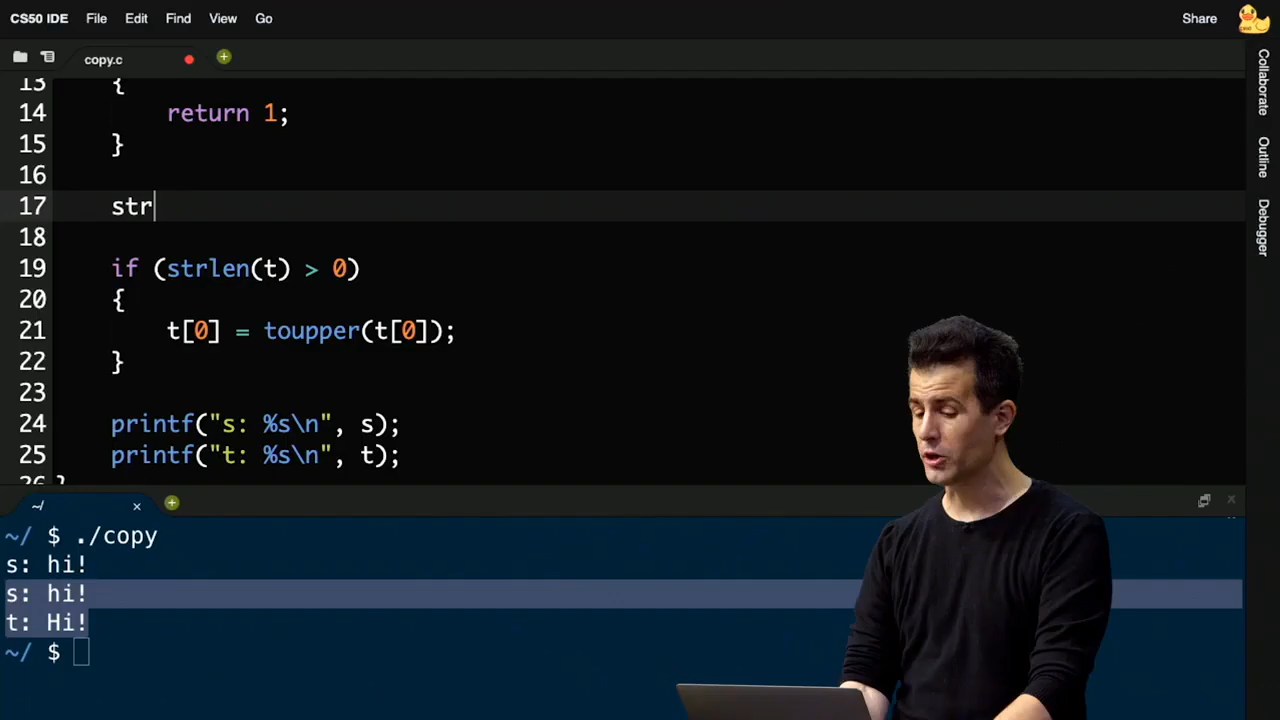 CS50 IDE File Edit Find View Go Share
copy.c
13 {
14 return 1;
15 }
16
17 str
18
19 if (strlen(t) > 0)
20 {
21 t[0] = toupper(t[0]);
22 }
23
24 printf("s: %s\n", s);
25 printf("t: %s\n", t);
26 }
Collaborate
Outline
Debugger
~/
~/ $ ./copy
s: hi!
s: hi!
t: Hi!
~/ $